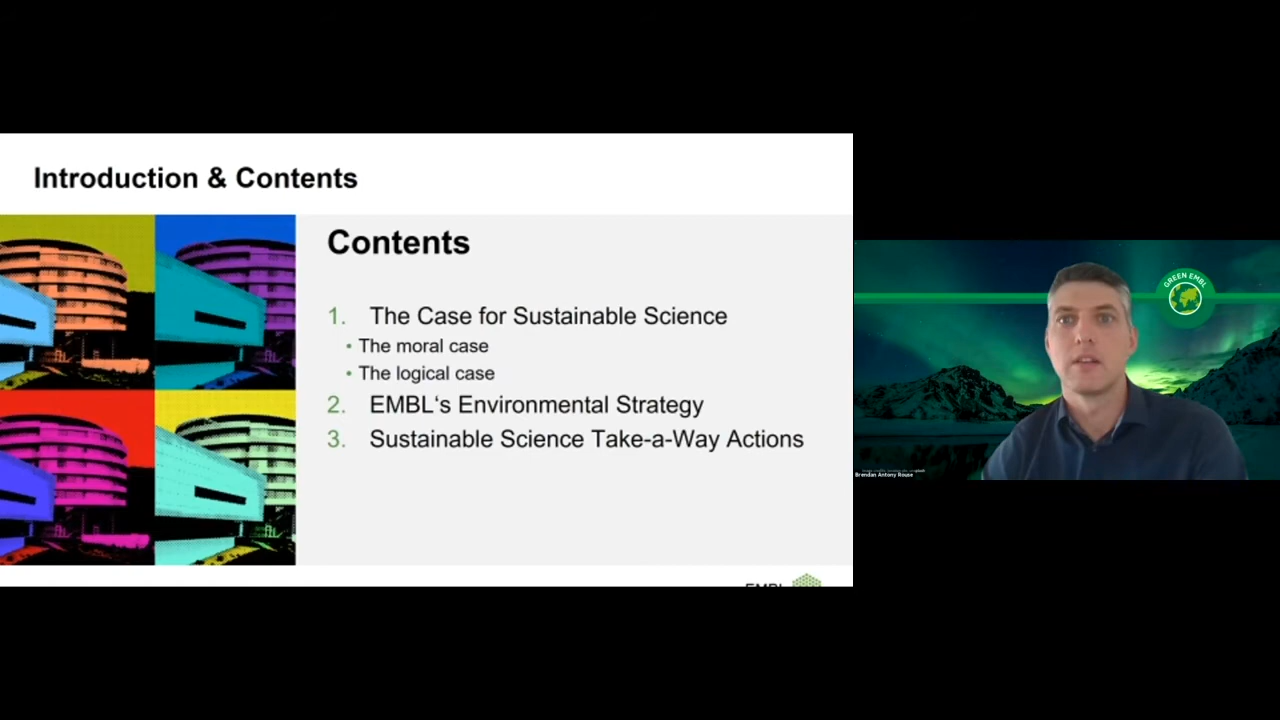 Introduction & Contents
Contents
1. The Case for Sustainable Science
• The moral case
• The logical case
2. EMBL‘s Environmental Strategy
3. Sustainable Science Take-a-Way Actions
EMBL
GREEN EMBL
Brendan Antony Rouse